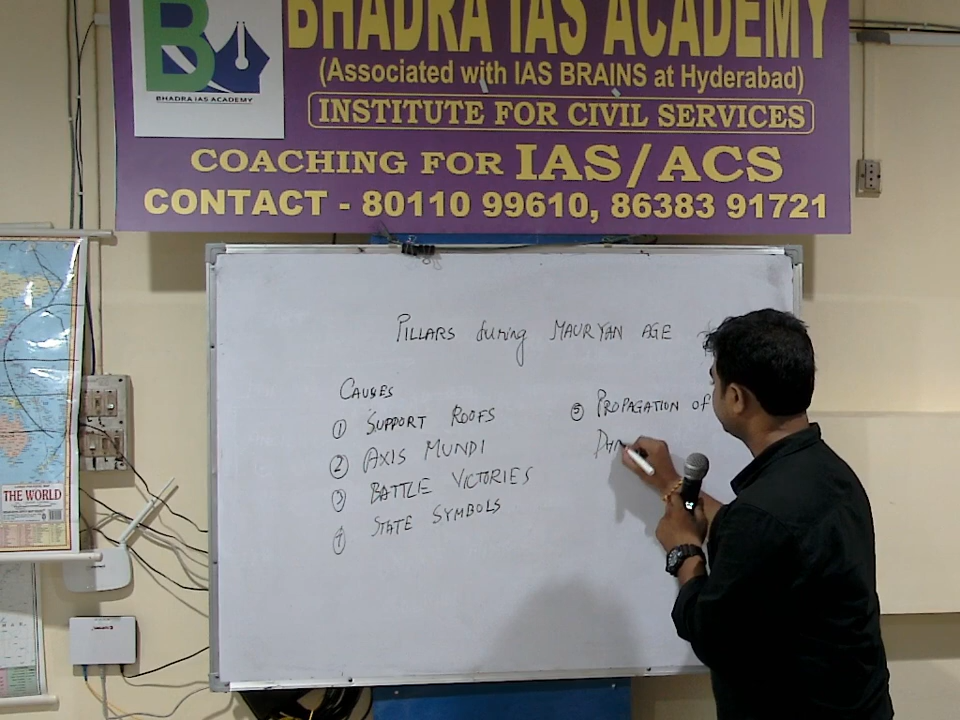 BHADRA IAS ACADEMY
B
BHADRA IAS ACADEMY
(Associated with IAS BRAINS at Hyderabad)
INSTITUTE FOR CIVIL SERVICES
COACHING FOR IAS/ACS
CONTACT - 80110 99610, 86383 91721
PILLARS during MAURYAN AGE
CAUSES
① SUPPORT ROOFS
② AXIS MUNDI
③ BATTLE VICTORIES
④ STATE SYMBOLS
⑤ PROPAGATION OF
THE WORLD